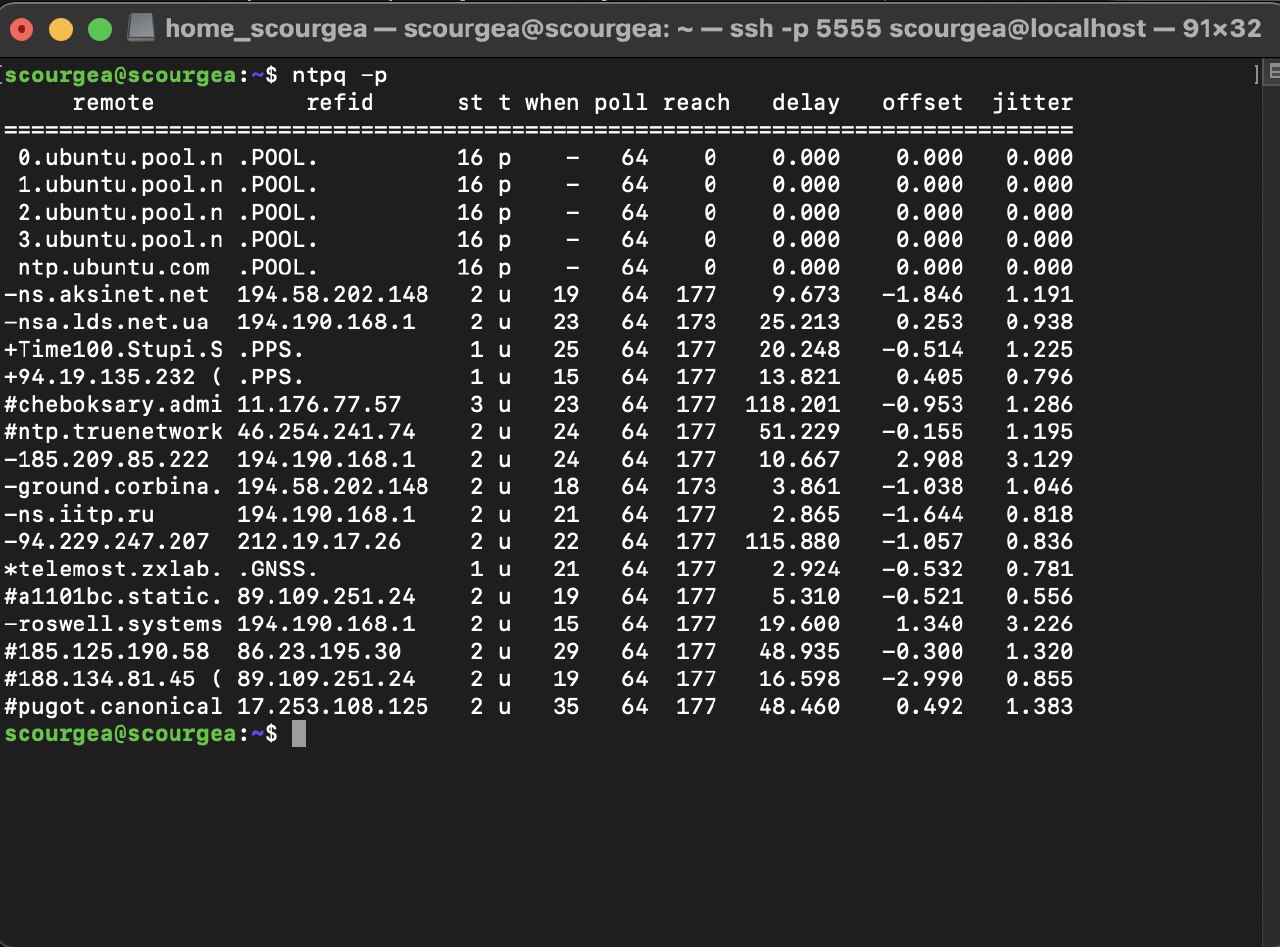 home_scourgea — scourgea@scourgea: ~ — ssh -p 5555 scourgea@localhost — 91×32
[scourgea@scourgea:~$ ntpq -p ]
     remote           refid      st t when poll reach   delay   offset  jitter
==============================================================================
 0.ubuntu.pool.n .POOL.          16 p    -   64    0    0.000    0.000   0.000
 1.ubuntu.pool.n .POOL.          16 p    -   64    0    0.000    0.000   0.000
 2.ubuntu.pool.n .POOL.          16 p    -   64    0    0.000    0.000   0.000
 3.ubuntu.pool.n .POOL.          16 p    -   64    0    0.000    0.000   0.000
 ntp.ubuntu.com  .POOL.          16 p    -   64    0    0.000    0.000   0.000
-ns.aksinet.net  194.58.202.148   2 u   19   64  177    9.673   -1.846   1.191
-nsa.lds.net.ua  194.190.168.1    2 u   23   64  173   25.213    0.253   0.938
+Time100.Stupi.S .PPS.            1 u   25   64  177   20.248   -0.514   1.225
+94.19.135.232 ( .PPS.            1 u   15   64  177   13.821    0.405   0.796
#cheboksary.admi 11.176.77.57     3 u   23   64  177  118.201   -0.953   1.286
#ntp.truenetwork 46.254.241.74    2 u   24   64  177   51.229   -0.155   1.195
-185.209.85.222  194.190.168.1    2 u   24   64  177   10.667    2.908   3.129
-ground.corbina. 194.58.202.148   2 u   18   64  173    3.861   -1.038   1.046
-ns.iitp.ru      194.190.168.1    2 u   21   64  177    2.865   -1.644   0.818
-94.229.247.207  212.19.17.26     2 u   22   64  177  115.880   -1.057   0.836
*telemost.zxlab. .GNSS.           1 u   21   64  177    2.924   -0.532   0.781
#a1101bc.static. 89.109.251.24    2 u   19   64  177    5.310   -0.521   0.556
-roswell.systems 194.190.168.1    2 u   15   64  177   19.600    1.340   3.226
#185.125.190.58  86.23.195.30     2 u   29   64  177   48.935   -0.300   1.320
#188.134.81.45 ( 89.109.251.24    2 u   19   64  177   16.598   -2.990   0.855
#pugot.canonical 17.253.108.125   2 u   35   64  177   48.460    0.492   1.383
scourgea@scourgea:~$